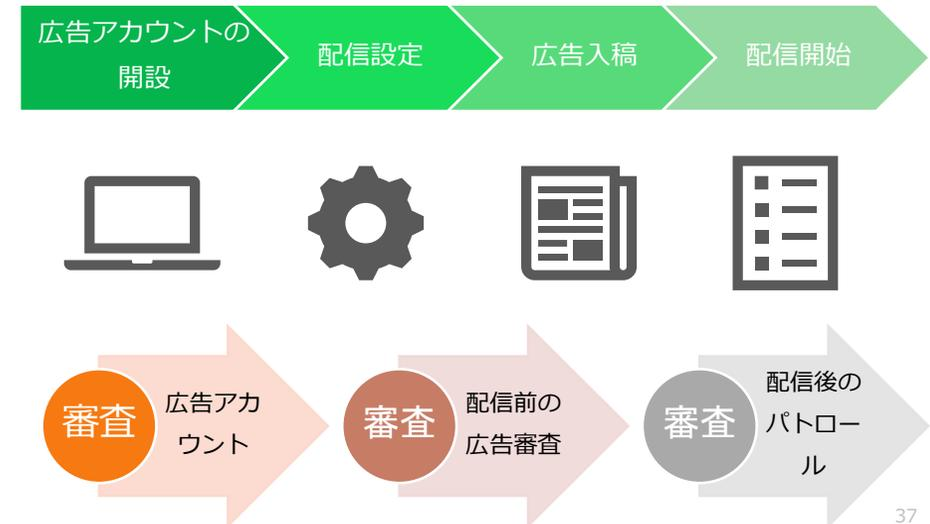 広告アカウントの
開設
配信設定
広告入稿
配信開始
審査
広告アカ
ウント
審査
配信前の
広告審査
審査
配信後の
パトロー
ル
37